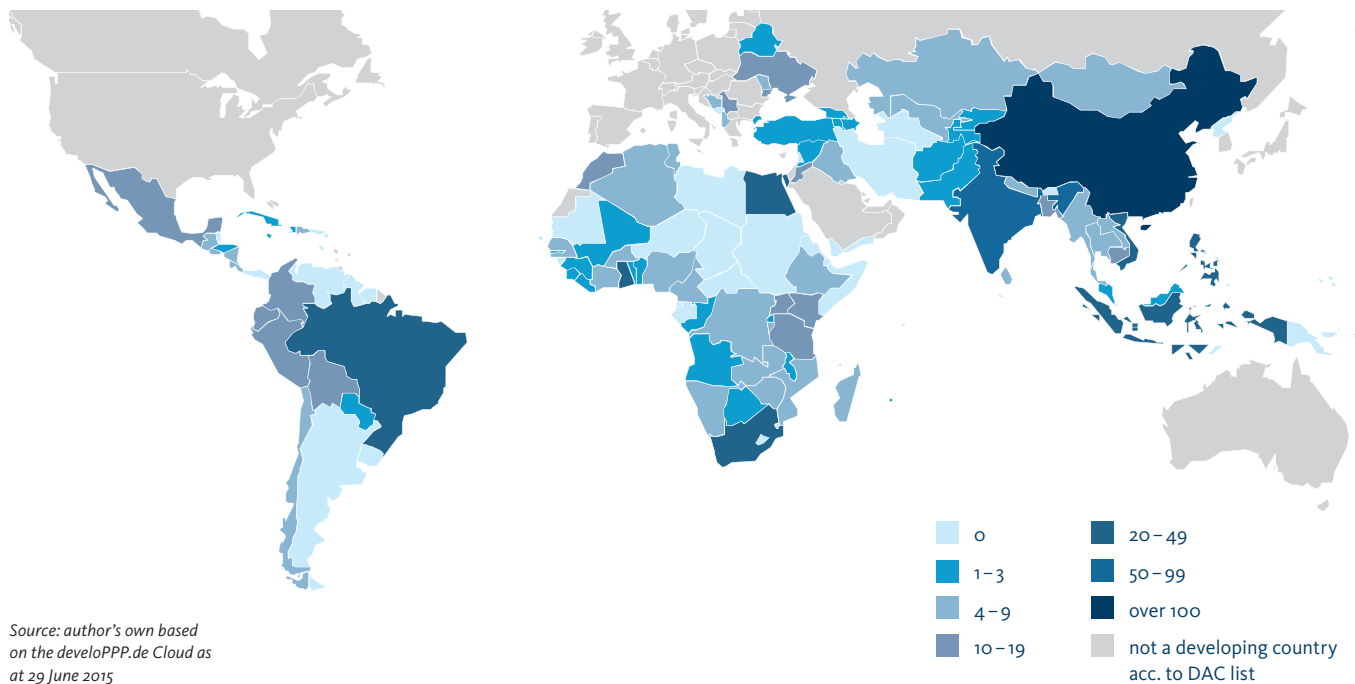 0
1 – 3
4 – 9
10 – 19
20 – 49
50 – 99
over 100
not a developing country
acc. to DAC list
Source: author's own based
on the develoPPP.de Cloud as
at 29 June 2015